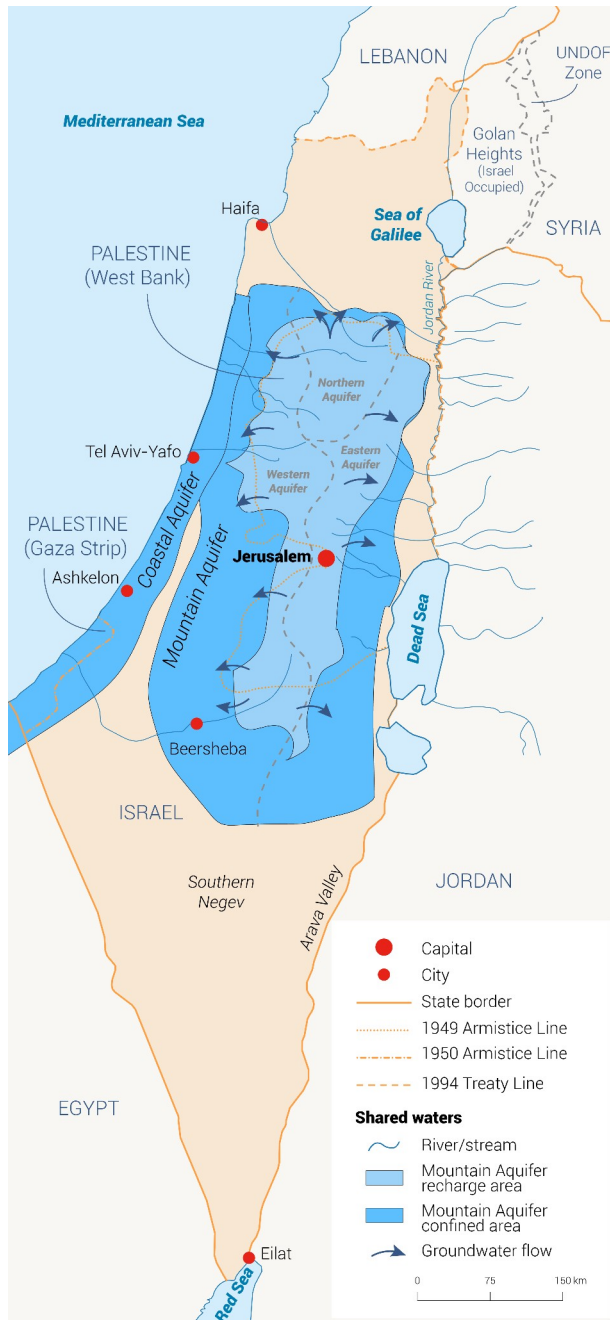 LEBANON
UNDOF
Zone
Mediterranean Sea
Golan
Heights
(Israel
Occupied)
Haifa
Sea of
Galilee
SYRIA
PALESTINE
(West Bank)
Jordan River
Northern
Aquifer
Tel Aviv-Yafo
Eastern
Aquifer
Western
Aquifer
Coastal Aquifer
PALESTINE
(Gaza Strip)
Mountain Aquifer
Jerusalem
Ashkelon
Dead Sea
Beersheba
ISRAEL
Southern
Negev
Arava Valley
JORDAN
EGYPT
Eilat
Red Sea
Capital
City
State border
1949 Armistice Line
1950 Armistice Line
1994 Treaty Line
Shared waters
River/stream
Mountain Aquifer
recharge area
Mountain Aquifer
confined area
Groundwater flow
0 75 150 km